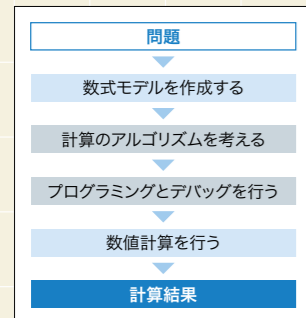 問題
数式モデルを作成する
計算のアルゴリズムを考える
プログラミングとデバッグを行う
数値計算を行う
計算結果